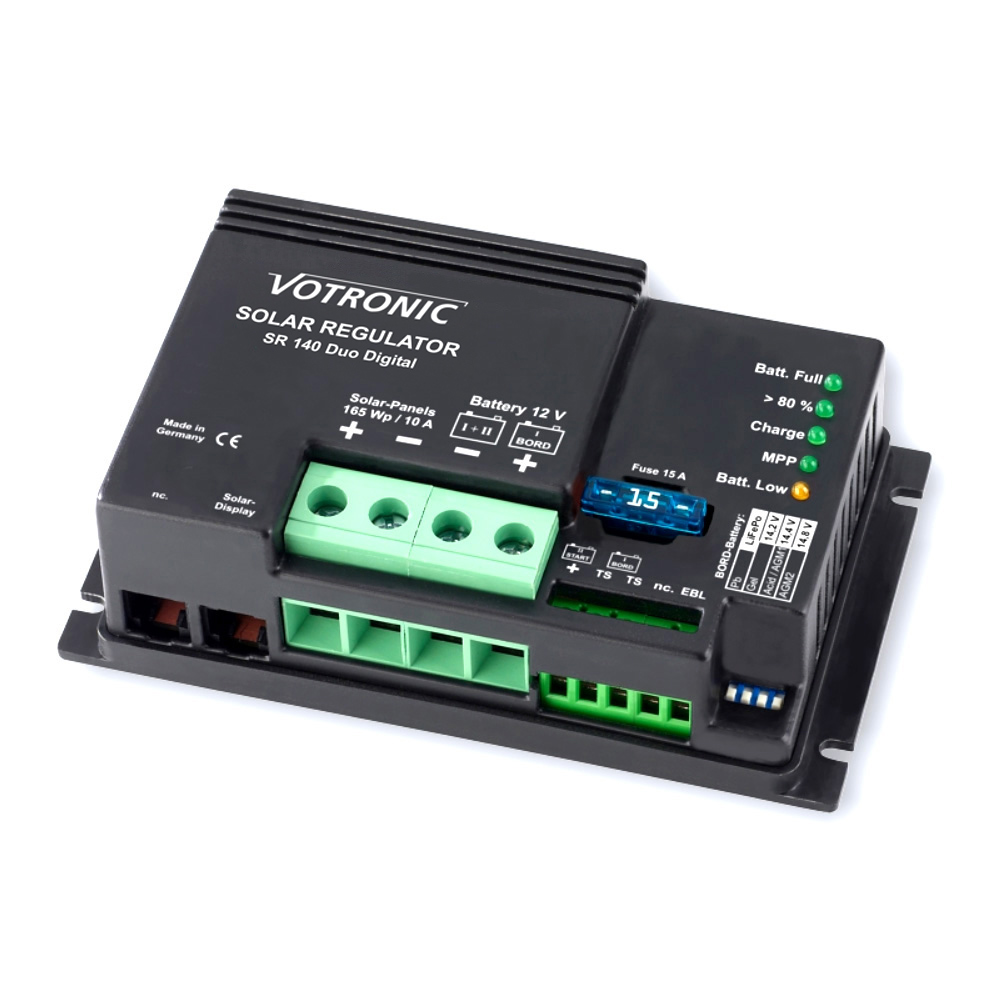 VOTRONIC
SOLAR REGULATOR
SR 140 Duo Digital
Solar-Panels
165 Wp / 10 A
+ −
Battery 12 V
I + II
−
I
BORD
+
Made in
Germany CE
nc.
Solar-
Display
Batt. Full
> 80 %
Charge
MPP
Batt. Low
Fuse 15 A
15
II
START
+
TS
I
BORD
TS
nc.
EBL
BORD-Battery:
Pb LiFePo
Gel 14.2 V
Acid / AGM1 14.4 V
AGM2 14.8 V